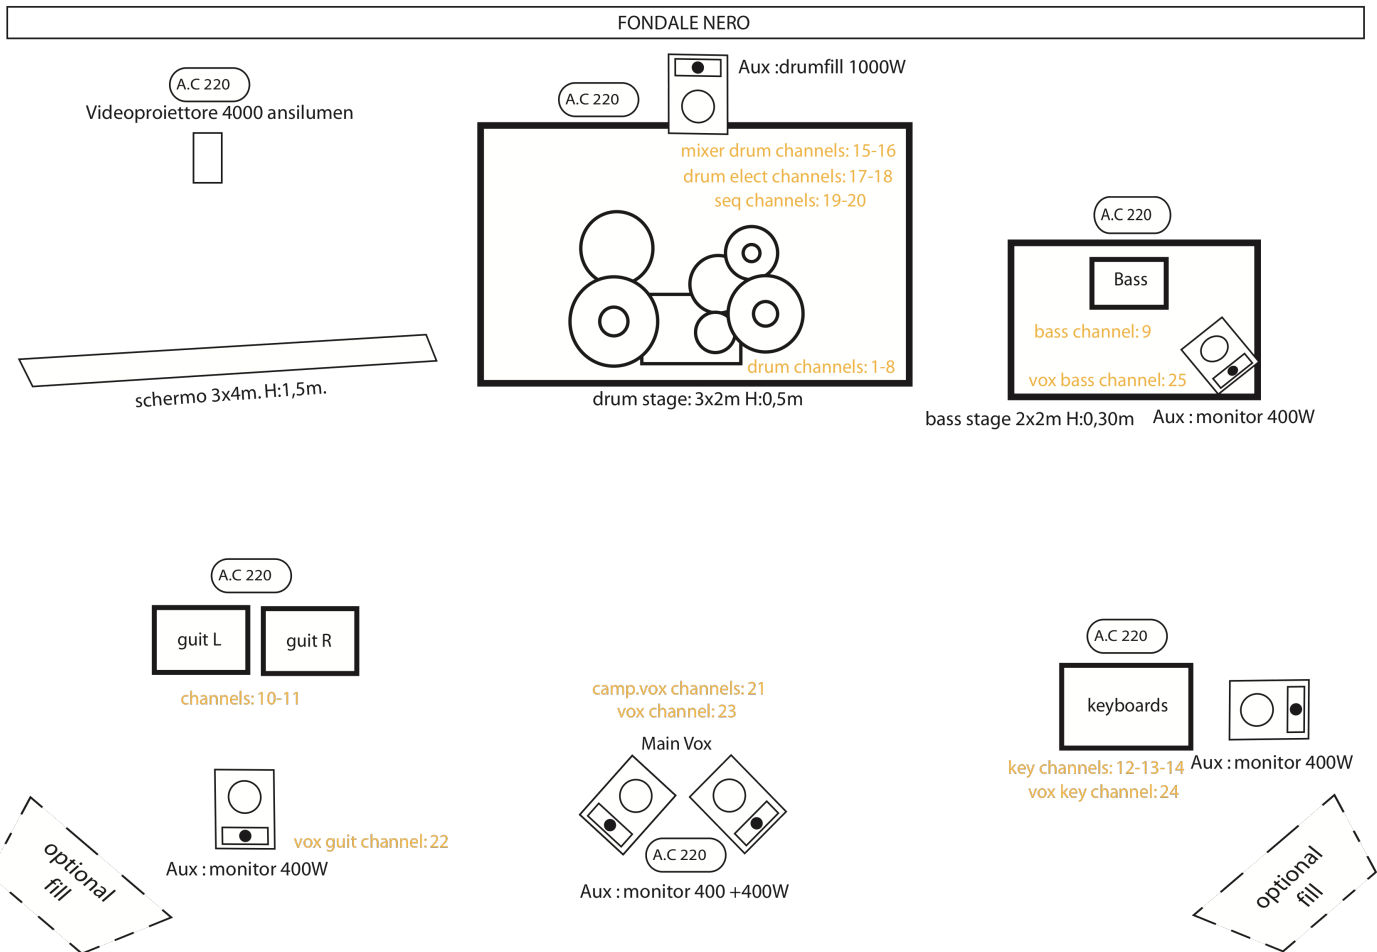 FONDALE NERO
A.C 220
Videoproiettore 4000 ansilumen
A.C 220
Aux :drumfill 1000W
mixer drum channels: 15-16
drum elect channels: 17-18
seq channels: 19-20
drum channels: 1-8
drum stage: 3x2m H:0,5m
A.C 220
Bass
bass channel: 9
vox bass channel: 25
bass stage 2x2m H:0,30m
Aux : monitor 400W
schermo 3x4m. H:1,5m.
A.C 220
guit L
guit R
channels: 10-11
camp.vox channels: 21
vox channel: 23
Main Vox
A.C 220
Aux : monitor 400 +400W
A.C 220
keyboards
key channels: 12-13-14
vox key channel: 24
Aux : monitor 400W
vox guit channel: 22
Aux : monitor 400W
optional
fill
optional
fill